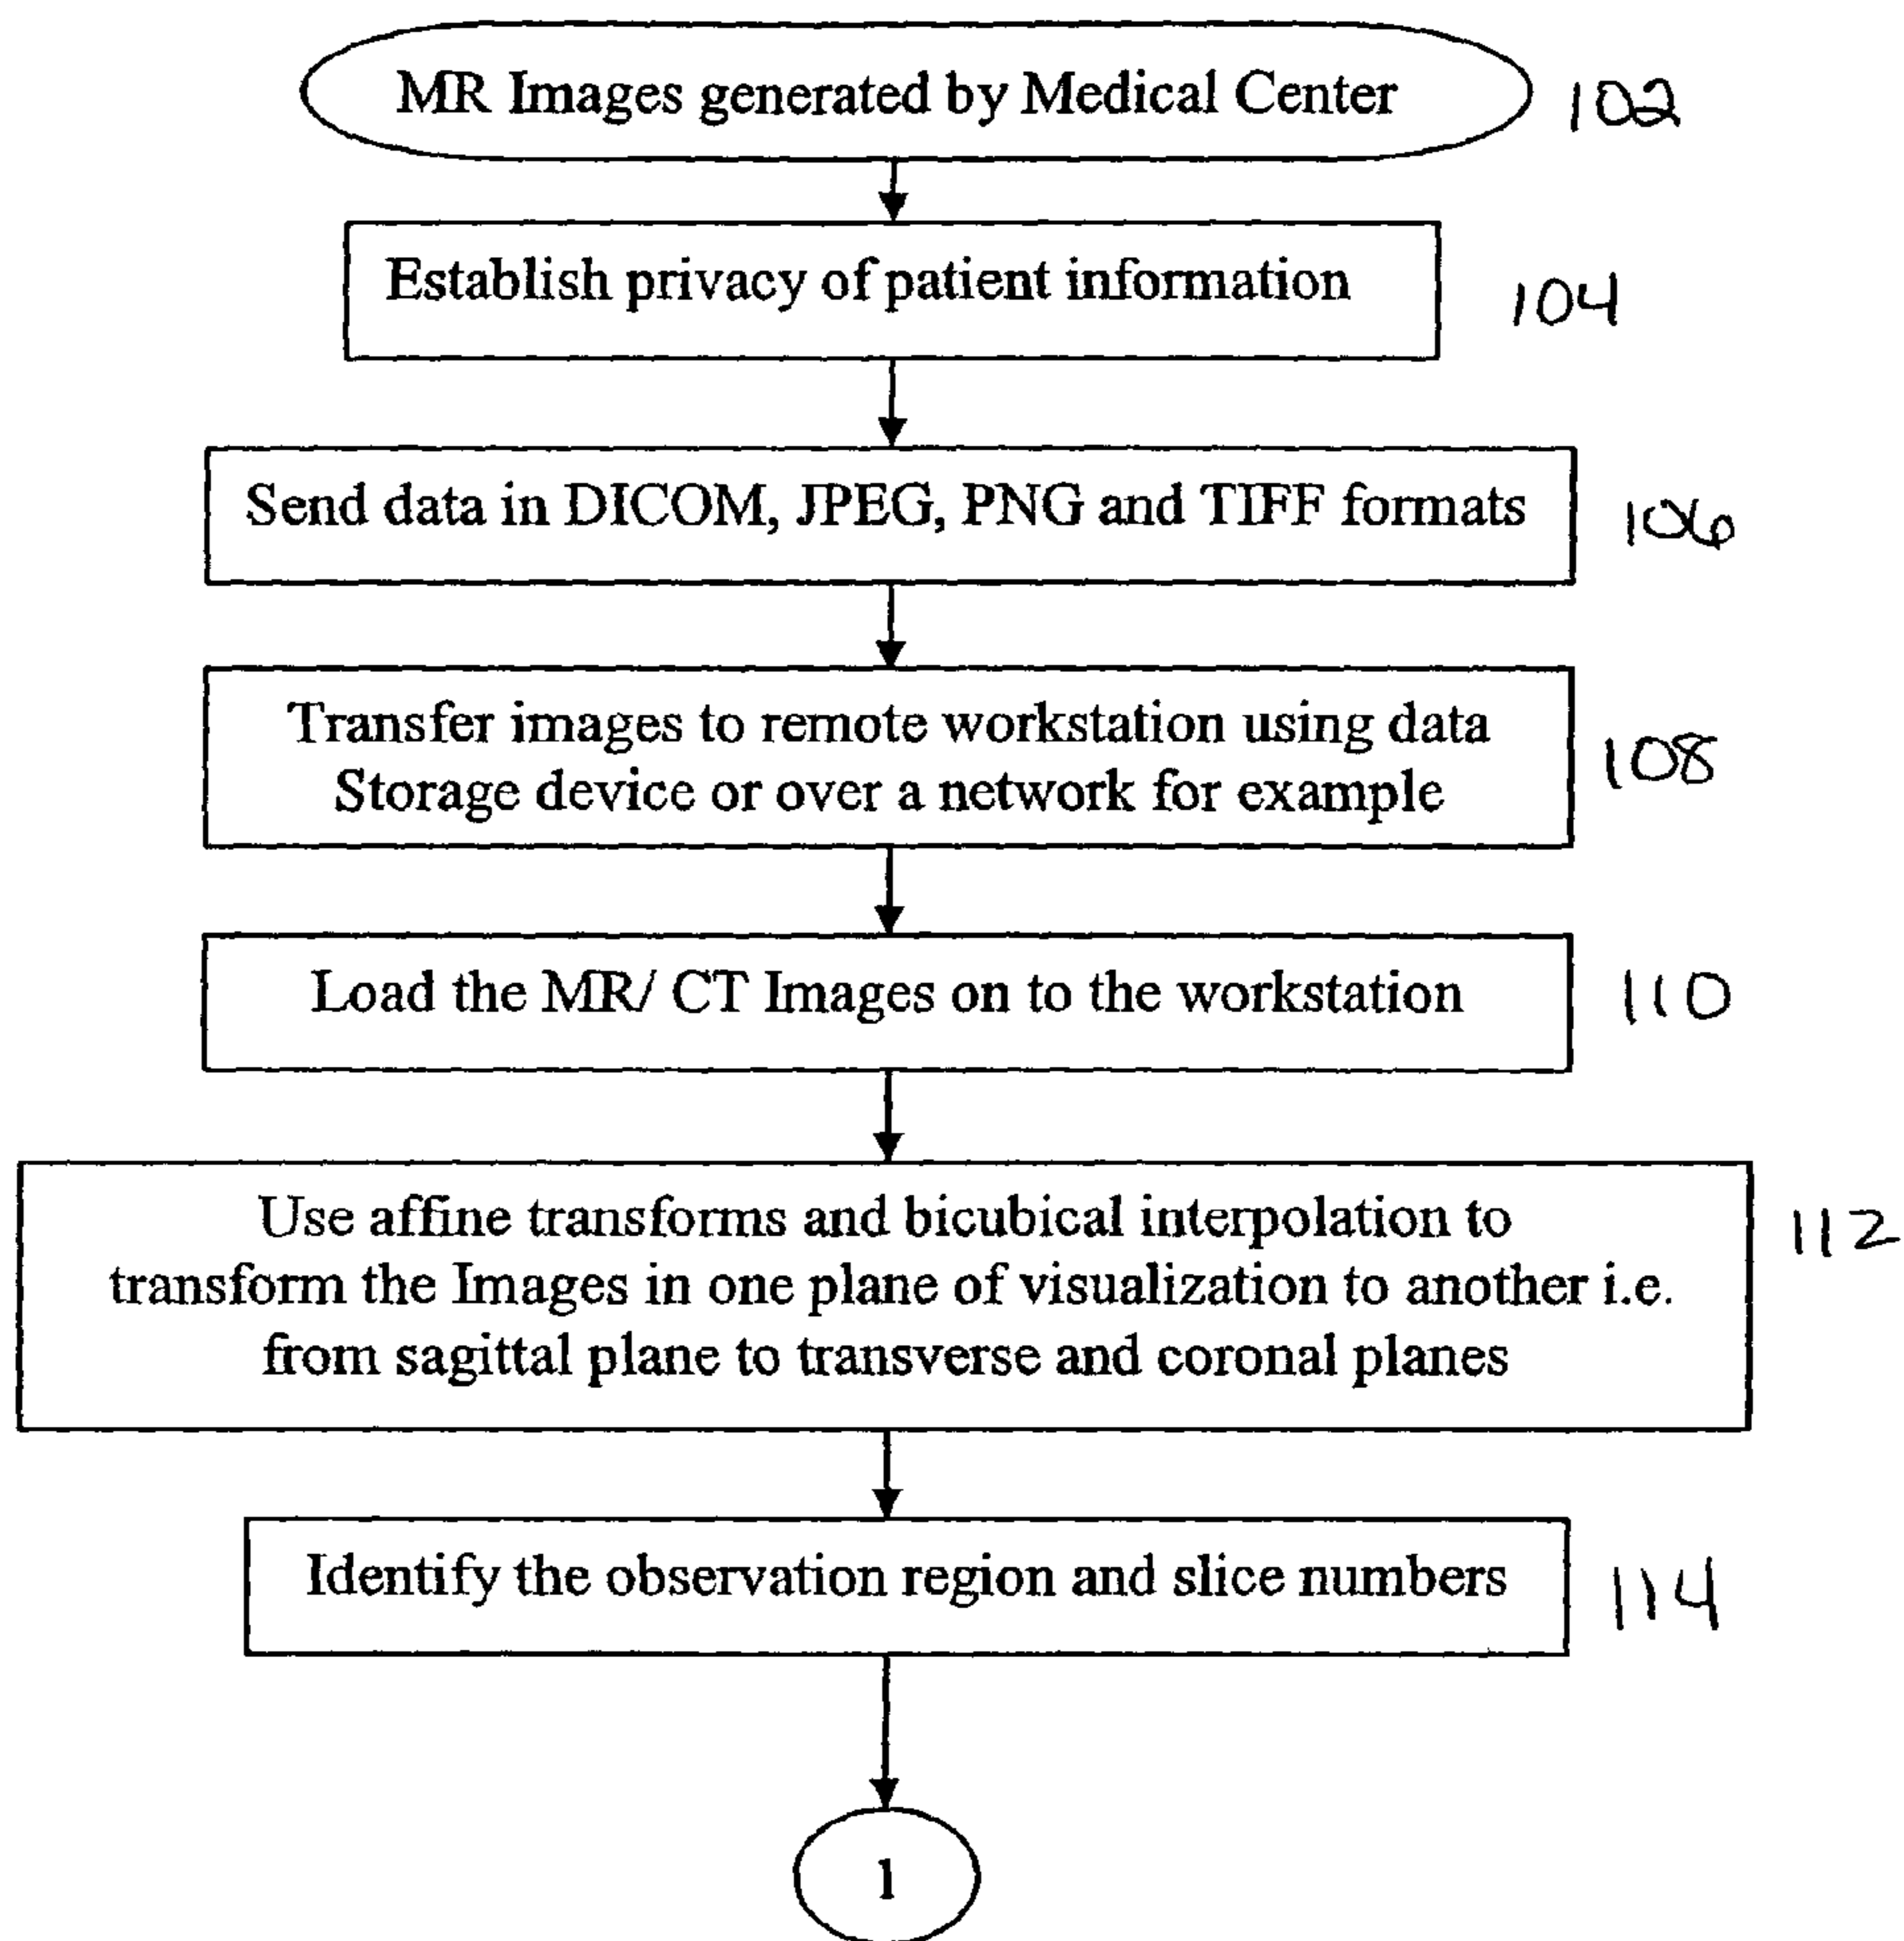 MR Images generated by Medical Center
102
Establish privacy of patient information
104
Send data in DICOM, JPEG, PNG and TIFF formats
106
Transfer images to remote workstation using data
Storage device or over a network for example
108
Load the MR/ CT Images on to the workstation
110
Use affine transforms and bicubical interpolation to
transform the Images in one plane of visualization to another i.e.
from sagittal plane to transverse and coronal planes
112
Identify the observation region and slice numbers
114
1